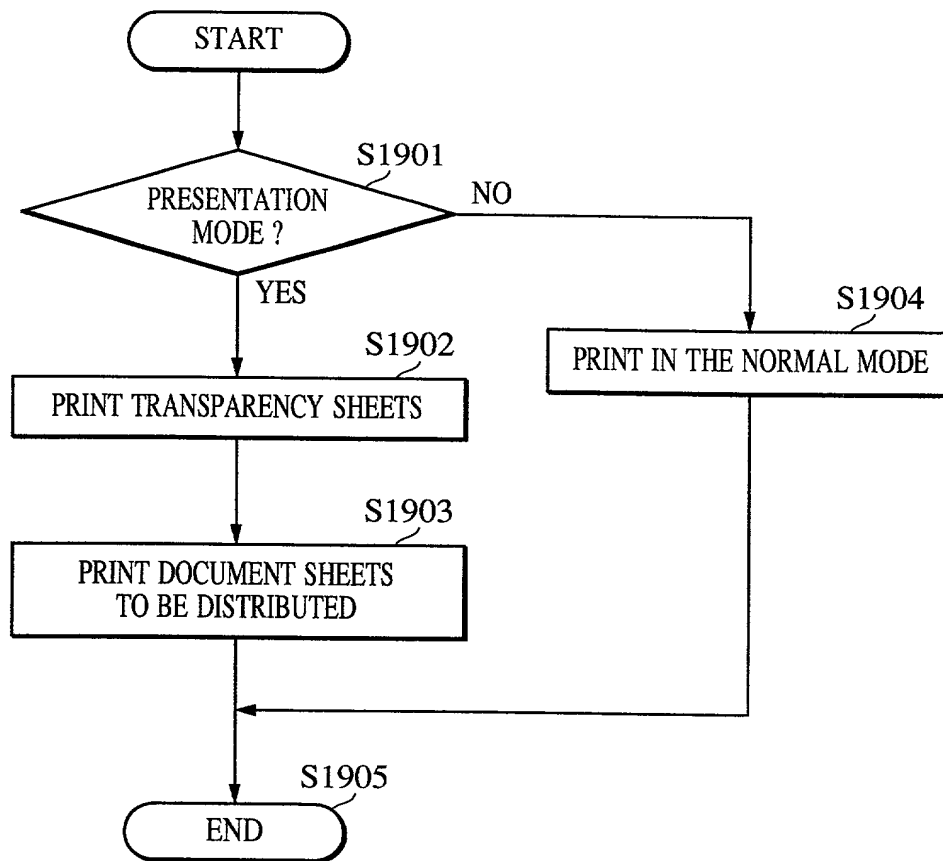 START
S1901
PRESENTATION
MODE ?
NO
YES
S1904
PRINT IN THE NORMAL MODE
S1902
PRINT TRANSPARENCY SHEETS
S1903
PRINT DOCUMENT SHEETS
TO BE DISTRIBUTED
S1905
END